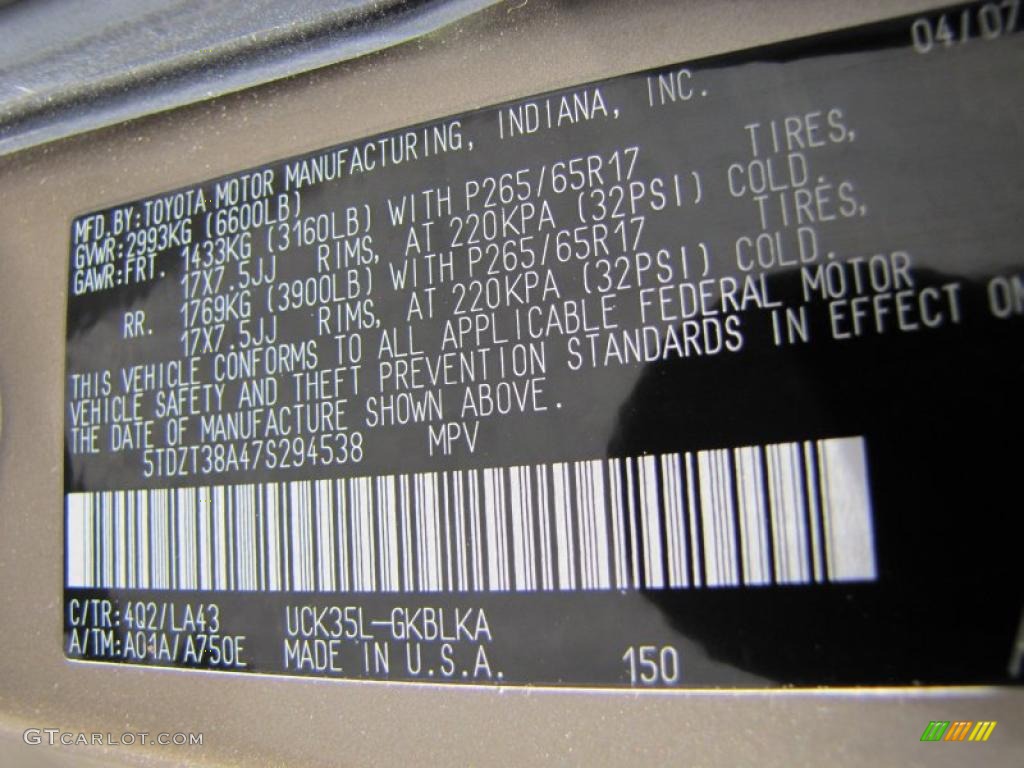 04/07
MFD. BY: TOYOTA MOTOR MANUFACTURING, INDIANA, INC.
GVWR: 2993KG (6600LB)
GAWR: FRT. 1433KG (3160LB) WITH P265/65R17 TIRES,
17X7.5JJ RIMS, AT 220KPA (32PSI) COLD.
RR. 1769KG (3900LB) WITH P265/65R17 TIRES,
17X7.5JJ RIMS, AT 220KPA (32PSI) COLD.
THIS VEHICLE CONFORMS TO ALL APPLICABLE FEDERAL MOTOR
VEHICLE SAFETY AND THEFT PREVENTION STANDARDS IN EFFECT ON
THE DATE OF MANUFACTURE SHOWN ABOVE.
5TDZT38A47S294538 MPV
C/TR: 4Q2/LA43 UCK35L-GKBLKA
A/TM: A01A/A750E MADE IN U.S.A. 150
GTCARLOT.COM